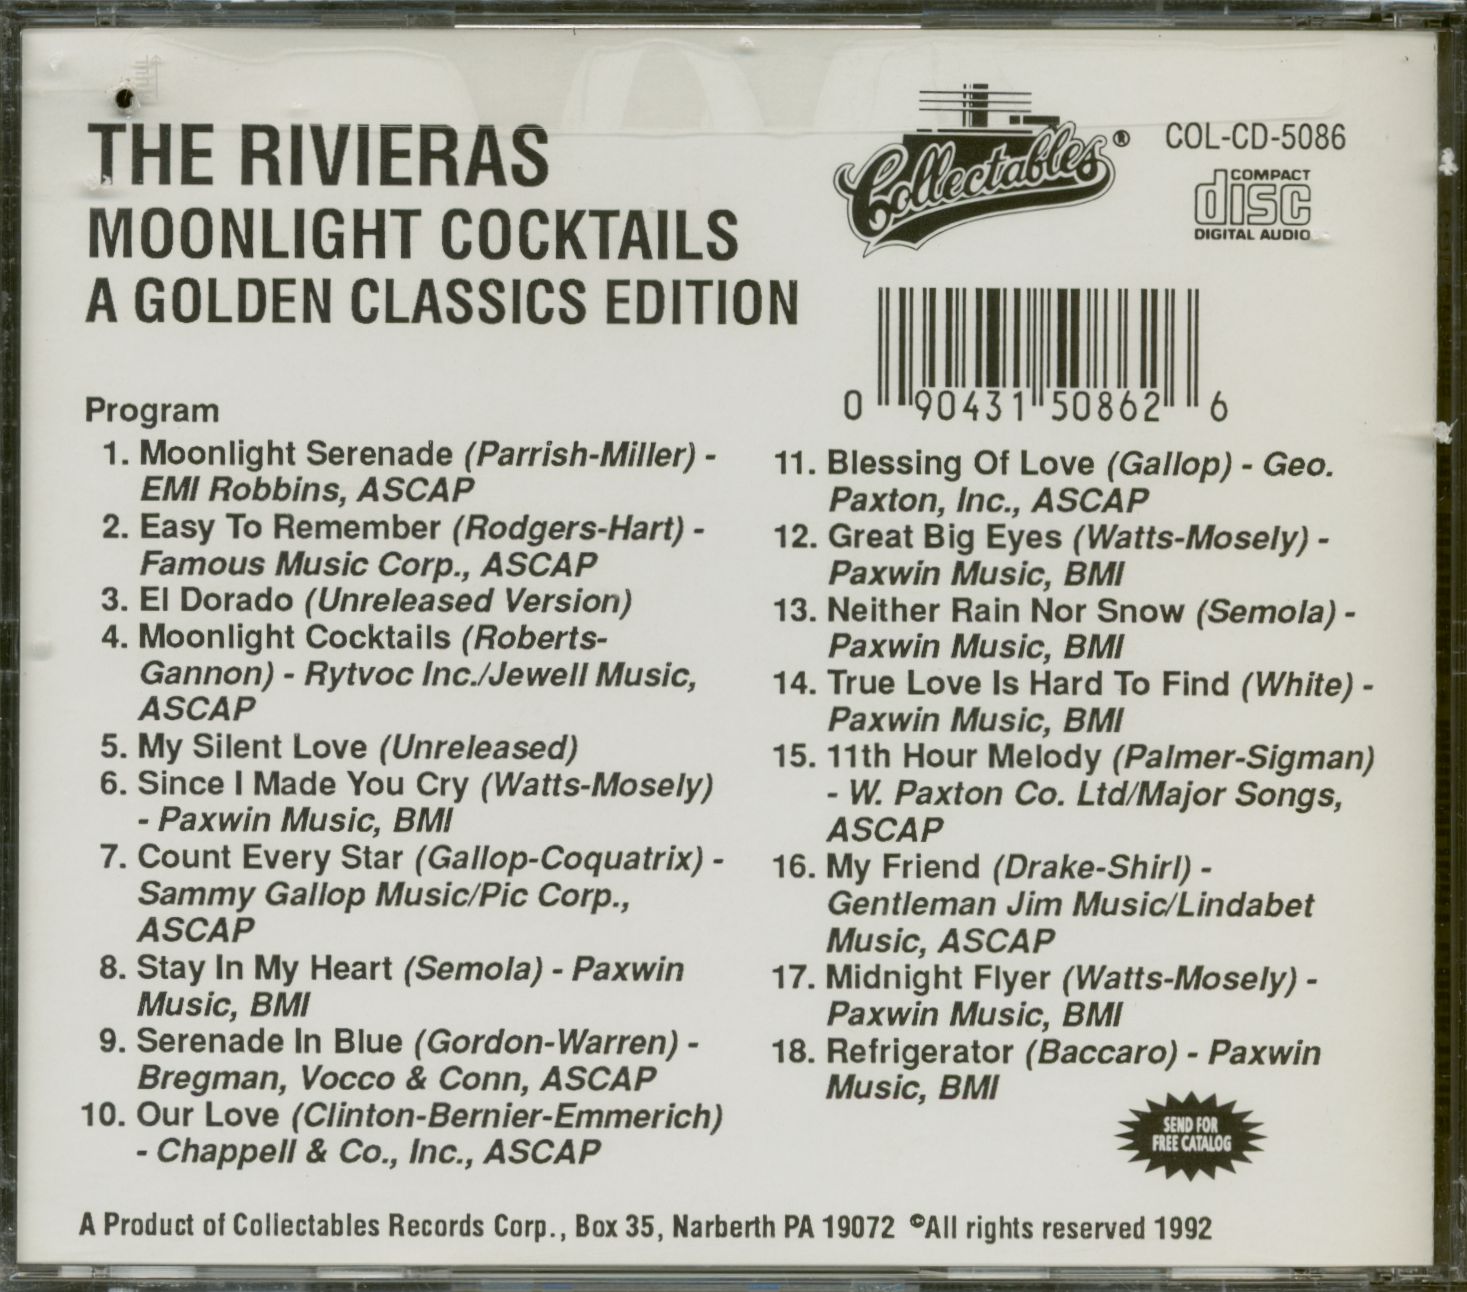 THE RIVIERAS
MOONLIGHT COCKTAILS
A GOLDEN CLASSICS EDITION
Collectables®
COL-CD-5086
COMPACT
disc
DIGITAL AUDIO
0 90431 50862 6
Program
1. Moonlight Serenade (Parrish-Miller) -
EMI Robbins, ASCAP
2. Easy To Remember (Rodgers-Hart) -
Famous Music Corp., ASCAP
3. El Dorado (Unreleased Version)
4. Moonlight Cocktails (Roberts-
Gannon) - Rytvoc Inc./Jewell Music,
ASCAP
5. My Silent Love (Unreleased)
6. Since I Made You Cry (Watts-Mosely)
- Paxwin Music, BMI
7. Count Every Star (Gallop-Coquatrix) -
Sammy Gallop Music/Pic Corp.,
ASCAP
8. Stay In My Heart (Semola) - Paxwin
Music, BMI
9. Serenade In Blue (Gordon-Warren) -
Bregman, Vocco & Conn, ASCAP
10. Our Love (Clinton-Bernier-Emmerich)
- Chappell & Co., Inc., ASCAP
11. Blessing Of Love (Gallop) - Geo.
Paxton, Inc., ASCAP
12. Great Big Eyes (Watts-Mosely) -
Paxwin Music, BMI
13. Neither Rain Nor Snow (Semola) -
Paxwin Music, BMI
14. True Love Is Hard To Find (White) -
Paxwin Music, BMI
15. 11th Hour Melody (Palmer-Sigman)
- W. Paxton Co. Ltd/Major Songs,
ASCAP
16. My Friend (Drake-Shirl) -
Gentleman Jim Music/Lindabet
Music, ASCAP
17. Midnight Flyer (Watts-Mosely) -
Paxwin Music, BMI
18. Refrigerator (Baccaro) - Paxwin
Music, BMI
SEND FOR
FREE CATALOG
A Product of Collectables Records Corp., Box 35, Narberth PA 19072 ©All rights reserved 1992